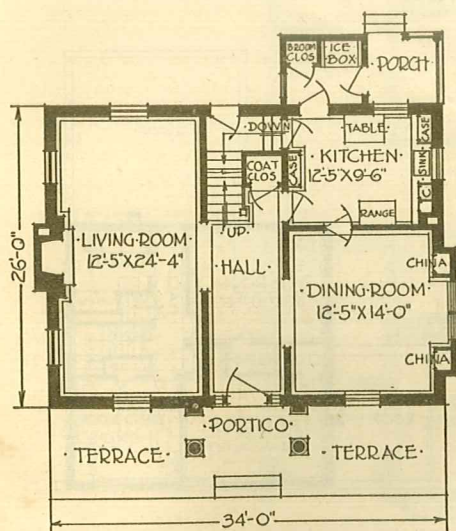 BROOM
CLOS
ICE
BOX
·PORCH
DOWN
TABLE
CASE
COAT
CLOS
CASE
·KITCHEN·
12'-5"X9'-6"
SINK
C
RANGE
UP
26'-0"
·LIVING·ROOM·
12'-5"X24'-4"
·HALL·
CHINA
·DINING·ROOM·
12'-5"X14'-0"
CHINA
·PORTICO·
·TERRACE·
·TERRACE·
34'-0"